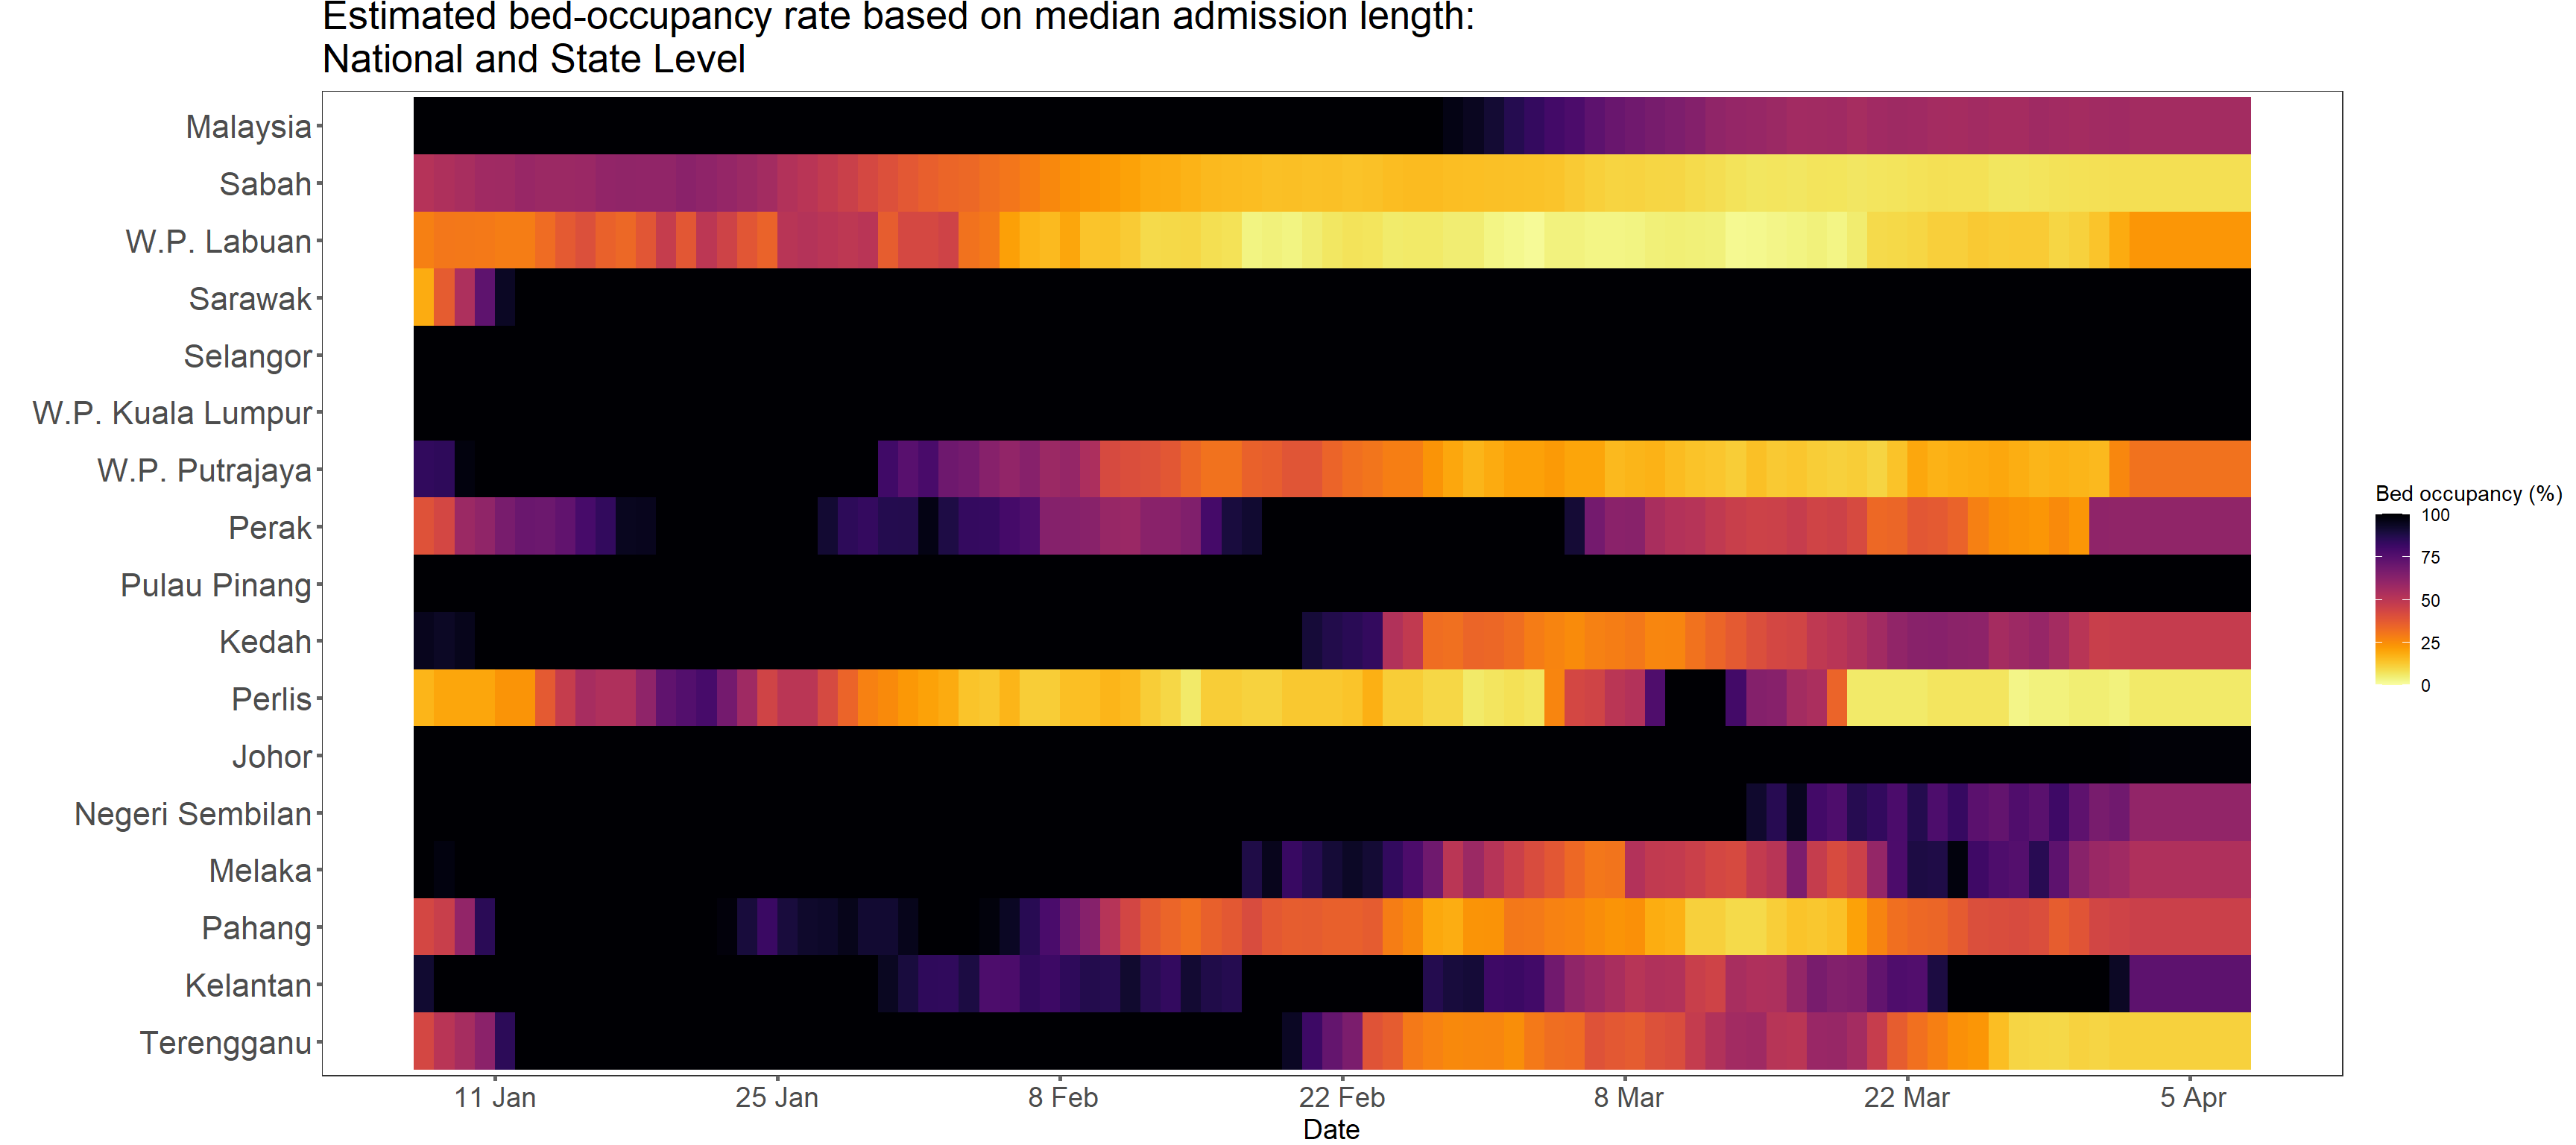 Estimated bed-occupancy rate based on median admission length:
National and State Level
Malaysia
Sabah
W.P. Labuan
Sarawak
Selangor
W.P. Kuala Lumpur
W.P. Putrajaya
Perak
Pulau Pinang
Kedah
Perlis
Johor
Negeri Sembilan
Melaka
Pahang
Kelantan
Terengganu
11 Jan
25 Jan
8 Feb
22 Feb
8 Mar
22 Mar
5 Apr
Date
Bed occupancy (%)
100
75
50
25
0